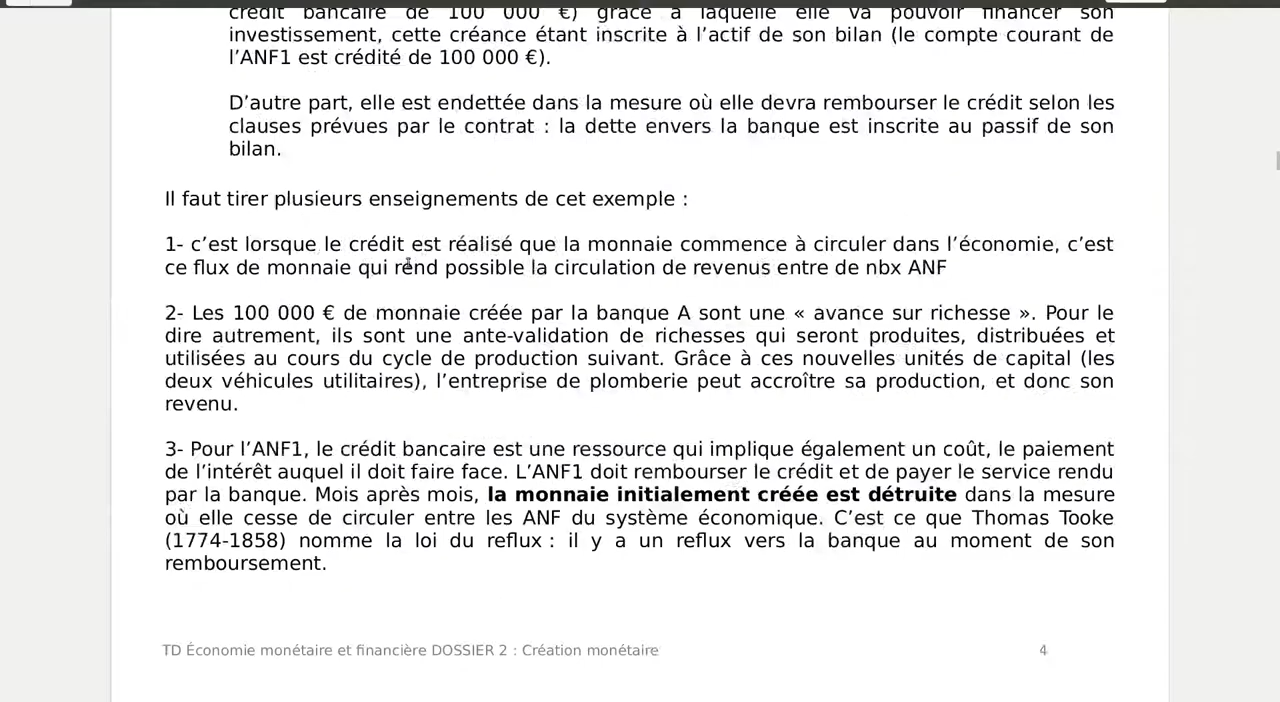 crédit bancaire de 100 000 €) grâce à laquelle elle va pouvoir financer son
investissement, cette créance étant inscrite à l’actif de son bilan (le compte courant de
l’ANF1 est crédité de 100 000 €).
D’autre part, elle est endettée dans la mesure où elle devra rembourser le crédit selon les
clauses prévues par le contrat : la dette envers la banque est inscrite au passif de son
bilan.
Il faut tirer plusieurs enseignements de cet exemple :
1- c’est lorsque le crédit est réalisé que la monnaie commence à circuler dans l’économie, c’est
ce flux de monnaie qui rend possible la circulation de revenus entre de nbx ANF
2- Les 100 000 € de monnaie créée par la banque A sont une « avance sur richesse ». Pour le
dire autrement, ils sont une ante-validation de richesses qui seront produites, distribuées et
utilisées au cours du cycle de production suivant. Grâce à ces nouvelles unités de capital (les
deux véhicules utilitaires), l’entreprise de plomberie peut accroître sa production, et donc son
revenu.
3- Pour l’ANF1, le crédit bancaire est une ressource qui implique également un coût, le paiement
de l’intérêt auquel il doit faire face. L’ANF1 doit rembourser le crédit et de payer le service rendu
par la banque. Mois après mois, la monnaie initialement créée est détruite dans la mesure
où elle cesse de circuler entre les ANF du système économique. C’est ce que Thomas Tooke
(1774-1858) nomme la loi du reflux : il y a un reflux vers la banque au moment de son
remboursement.
TD Économie monétaire et financière DOSSIER 2 : Création monétaire 4